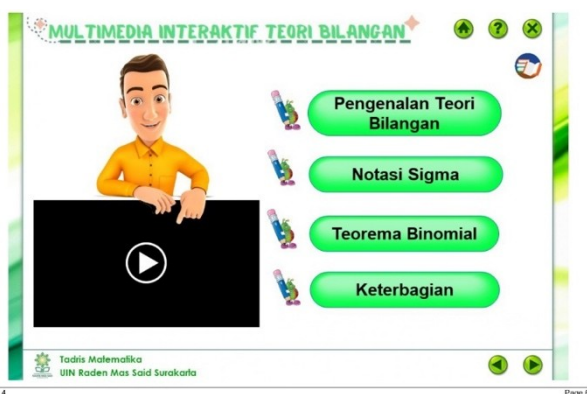 MULTIMEDIA INTERAKTIF TEORI BILANGAN
?
Pengenalan Teori
Bilangan
Notasi Sigma
Teorema Binomial
Keterbagian
Tadris Matematika
UIN Raden Mas Said Surakarta
4